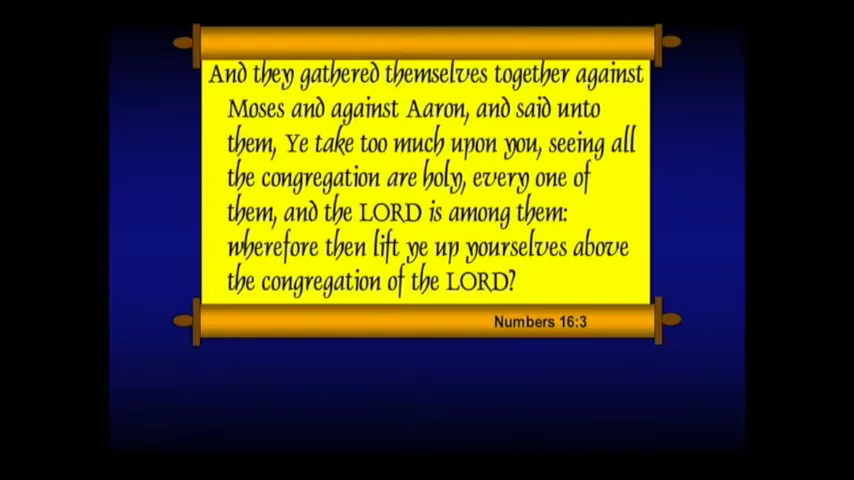 And they gathered themselves together against
Moses and against Aaron, and said unto
them, Ye take too much upon you, seeing all
the congregation are holy, every one of
them, and the LORD is among them:
wherefore then lift ye up yourselves above
the congregation of the LORD?
Numbers 16:3